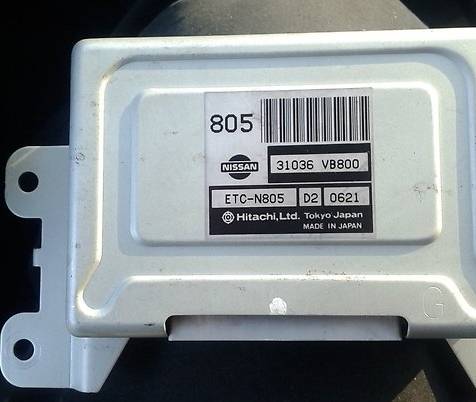 805
NISSAN 31036 VB800
ETC-N805 D2 0621
Hitachi, Ltd. Tokyo Japan
MADE IN JAPAN
G